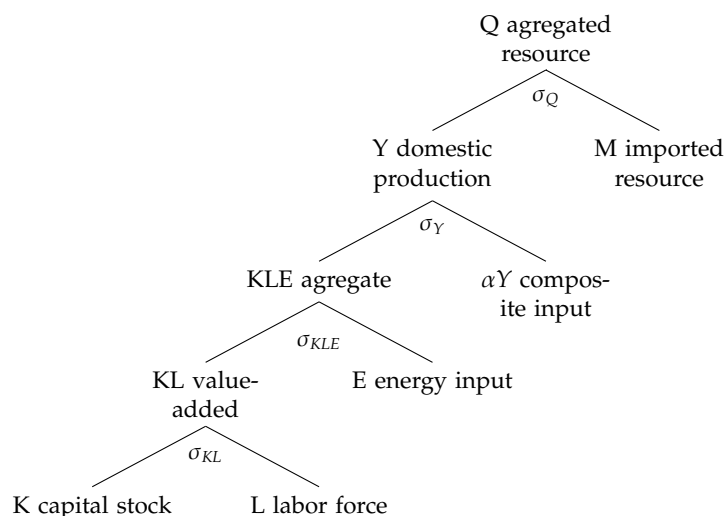 Q agregated
resource
σ_Q
Y domestic
production
M imported
resource
σ_Y
KLE agregate
αY compos-
ite input
σ_KLE
KL value-
added
E energy input
σ_KL
K capital stock
L labor force